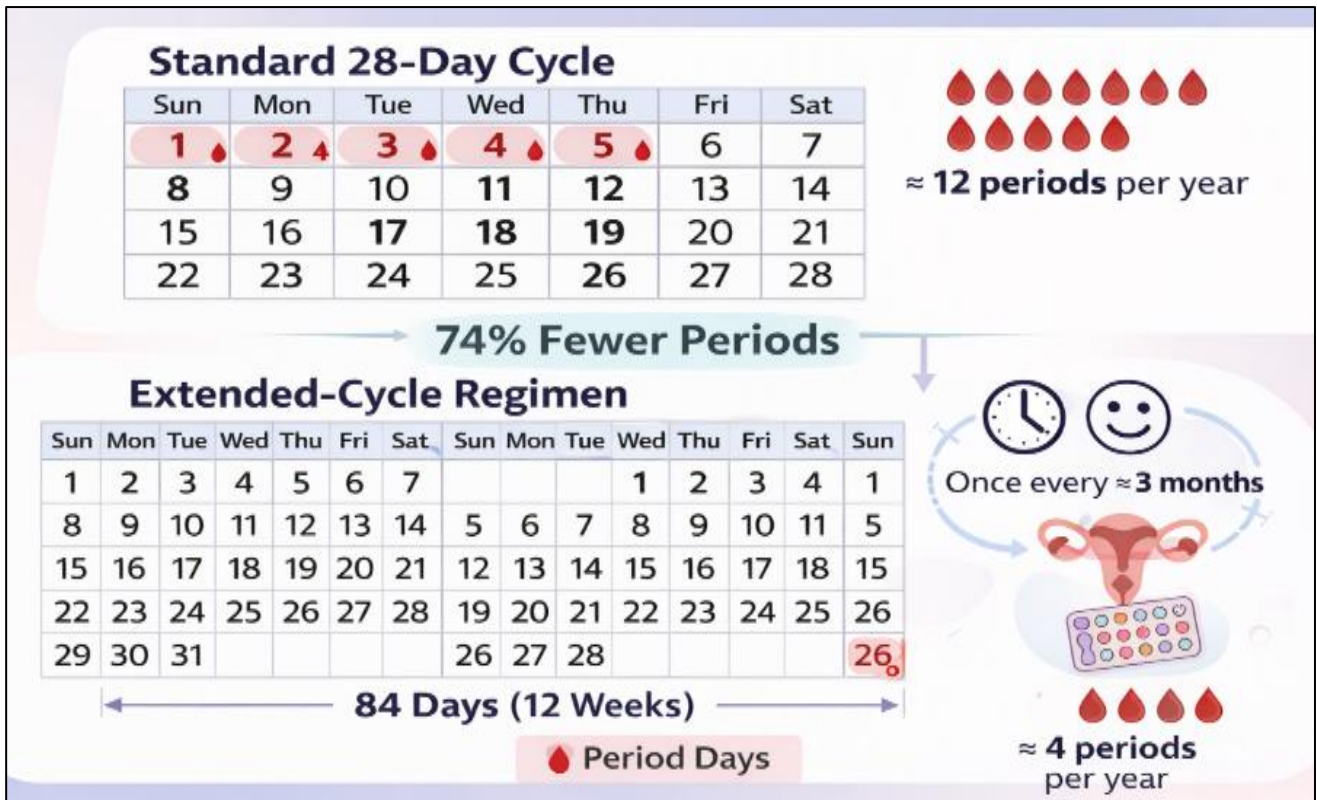 Standard 28-Day Cycle
Sun Mon Tue Wed Thu Fri Sat
1 2 4 3 4 5 6 7
8 9 10 11 12 13 14
15 16 17 18 19 20 21
22 23 24 25 26 27 28
≈ 12 periods per year
74% Fewer Periods
Extended-Cycle Regimen
Sun Mon Tue Wed Thu Fri Sat Sun Mon Tue Wed Thu Fri Sat Sun
1 2 3 4 5 6 7 1 2 3 4 1
8 9 10 11 12 13 14 5 6 7 8 9 10 11 5
15 16 17 18 19 20 21 12 13 14 15 16 17 18 15
22 23 24 25 26 27 28 19 20 21 22 23 24 25 26
29 30 31 26 27 28 26
84 Days (12 Weeks)
Period Days
Once every ≈ 3 months
≈ 4 periods
per year